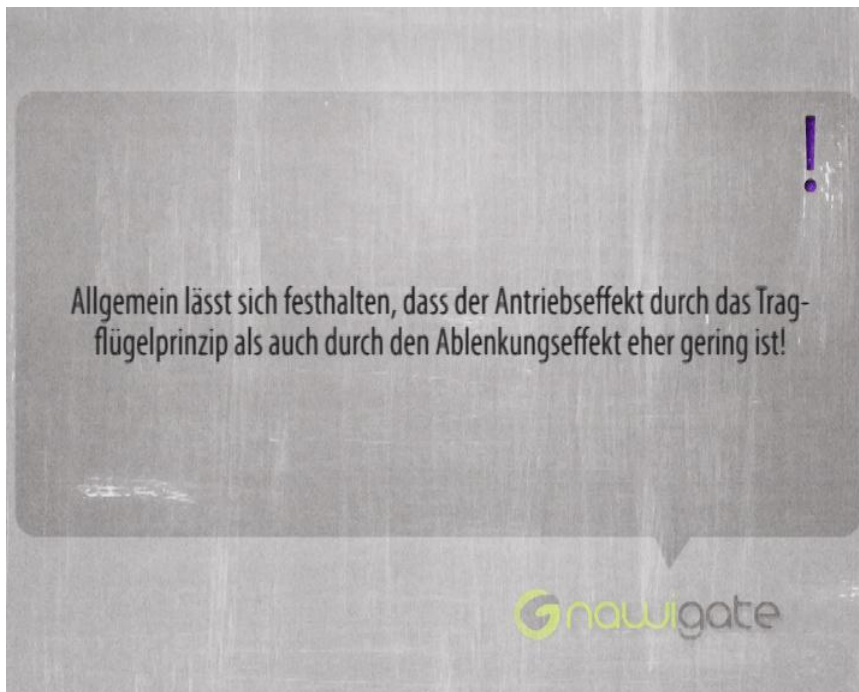 !
Allgemein lässt sich festhalten, dass der Antriebseffekt durch das Trag-
flügelprinzip als auch durch den Ablenkungseffekt eher gering ist!
Gnawigate